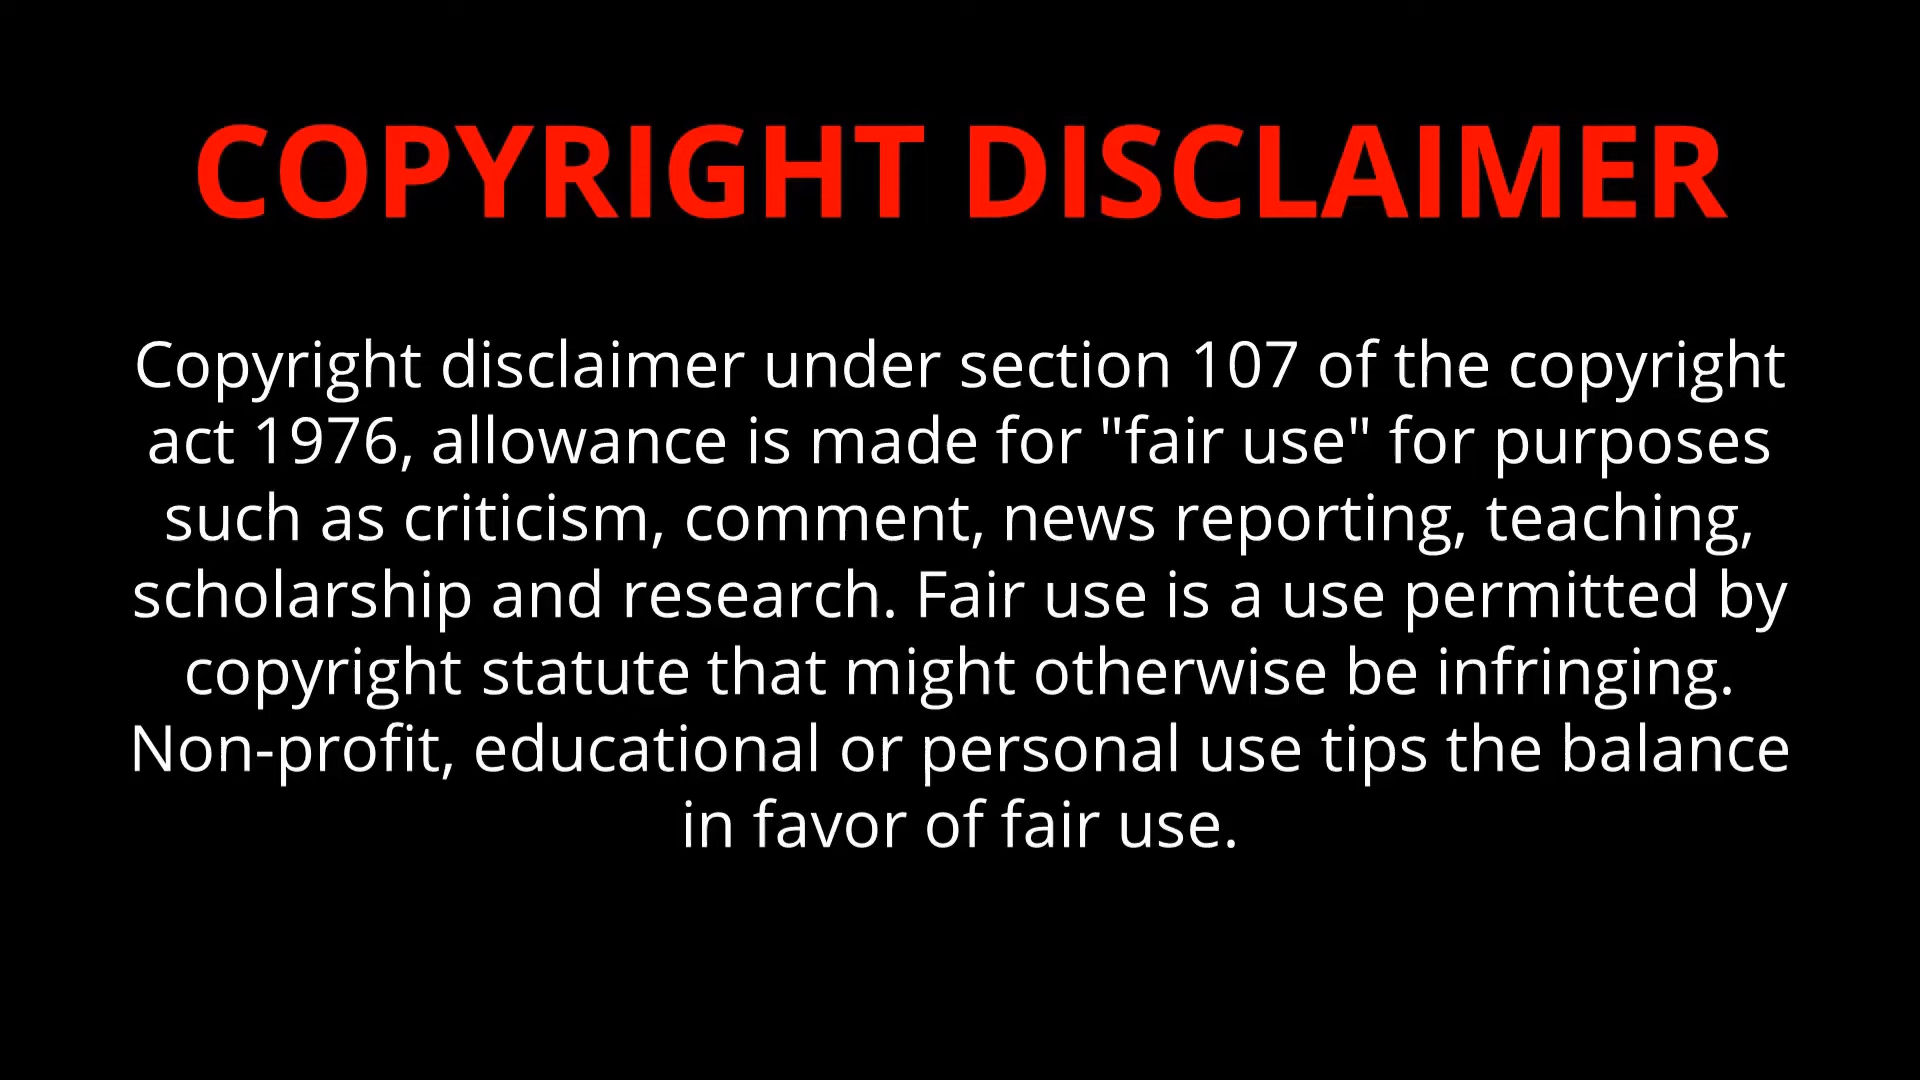 COPYRIGHT DISCLAIMER
Copyright disclaimer under section 107 of the copyright
act 1976, allowance is made for "fair use" for purposes
such as criticism, comment, news reporting, teaching,
scholarship and research. Fair use is a use permitted by
copyright statute that might otherwise be infringing.
Non-profit, educational or personal use tips the balance
in favor of fair use.